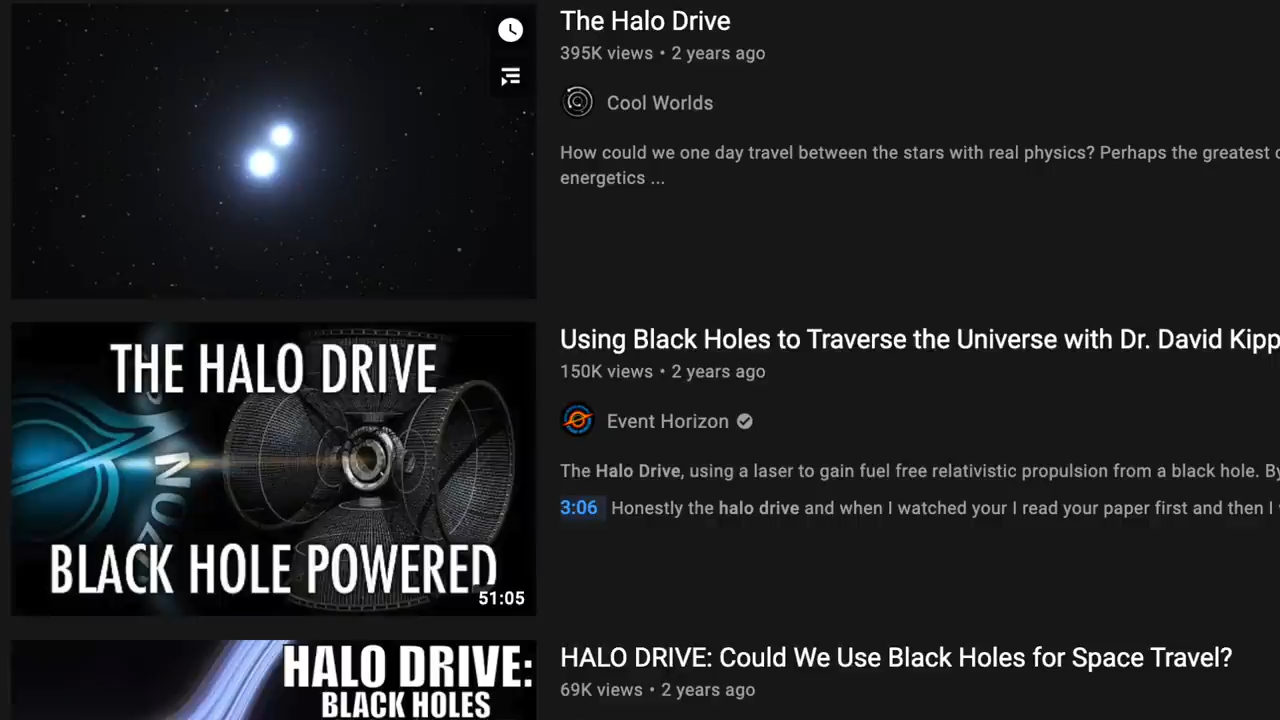 The Halo Drive
395K views • 2 years ago
Cool Worlds
How could we one day travel between the stars with real physics? Perhaps the greatest
energetics ...
THE HALO DRIVE
BLACK HOLE POWERED
51:05
Using Black Holes to Traverse the Universe with Dr. David Kipp
150K views • 2 years ago
Event Horizon
The Halo Drive, using a laser to gain fuel free relativistic propulsion from a black hole. By
3:06 Honestly the halo drive and when I watched your I read your paper first and then I
HALO DRIVE:
BLACK HOLES
HALO DRIVE: Could We Use Black Holes for Space Travel?
69K views • 2 years ago